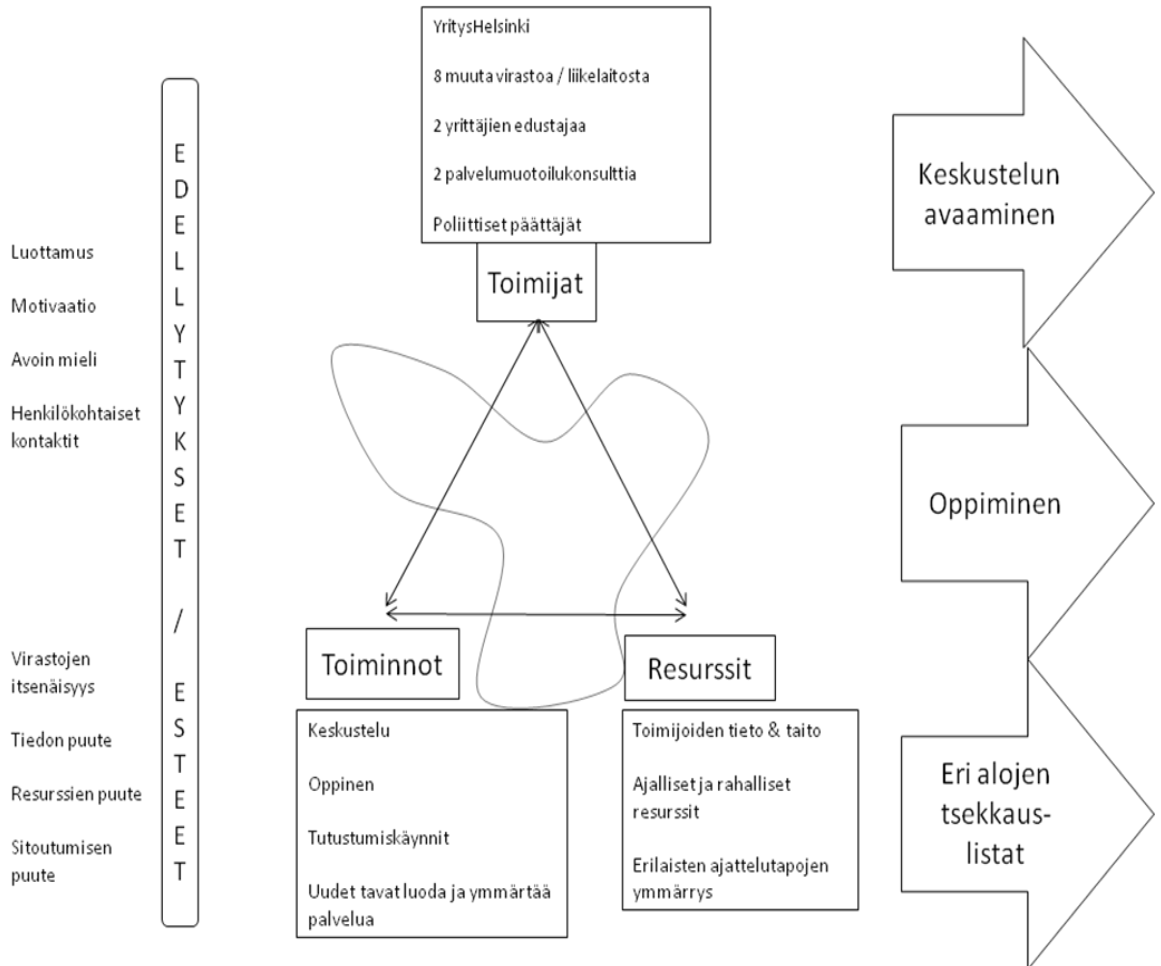 Luottamus
Motivaatio
Avoin mieli
Henkilökohtaiset
kontaktit
Virastojen
itsenäisyys
Tiedon puute
Resurssien puute
Sitoutumisen
puute
EDELLYTYKSET / ESTEET
YritysHelsinki
8 muuta virastoa / liikelaitosta
2 yrittäjien edustajaa
2 palvelumuotoilukonsulttia
Poliittiset päättäjät
Toimijat
Toiminnot
Keskustelu
Oppinen
Tutustumiskäynnit
Uudet tavat luoda ja ymmärtää
palvelua
Resurssit
Toimijoiden tieto & taito
Ajalliset ja rahalliset
resurssit
Erilaisten ajattelutapojen
ymmärrys
Keskustelun
avaaminen
Oppiminen
Eri alojen
tsekkaus-
listat